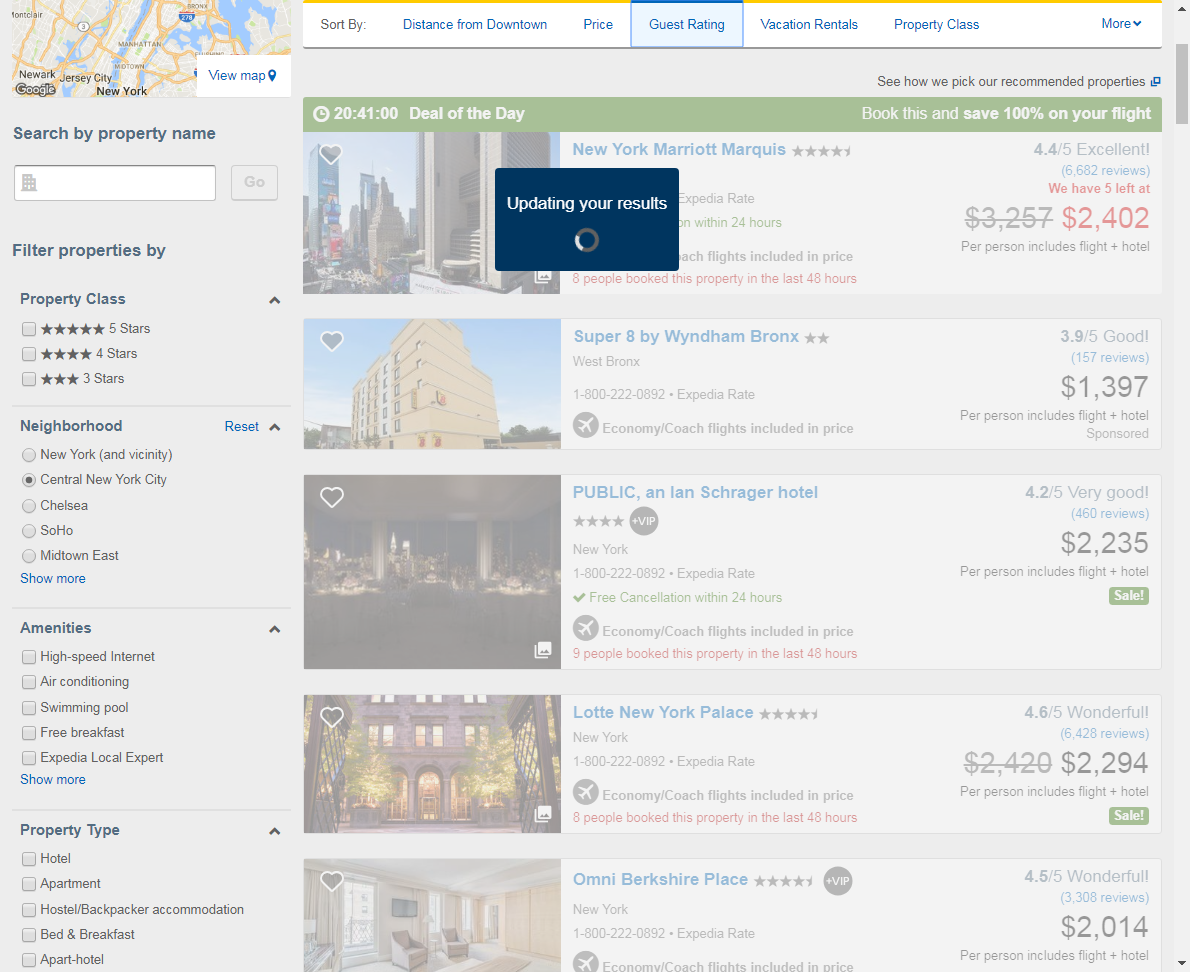 ontclair
BRONX
278
3
MANHATTAN
MIDTOWN
Newark
Jersey City
New York
Google
View map
Search by property name
Go
Filter properties by
Property Class
5 Stars
4 Stars
3 Stars
Neighborhood Reset
New York (and vicinity)
Central New York City
Chelsea
SoHo
Midtown East
Show more
Amenities
High-speed Internet
Air conditioning
Swimming pool
Free breakfast
Expedia Local Expert
Show more
Property Type
Hotel
Apartment
Hostel/Backpacker accommodation
Bed & Breakfast
Apart-hotel
Sort By: Distance from Downtown Price Guest Rating Vacation Rentals Property Class More
See how we pick our recommended properties
20:41:00 Deal of the Day Book this and save 100% on your flight
New York Marriott Marquis
Expedia Rate
on within 24 hours
ach flights included in price
8 people booked this property in the last 48 hours
4.4/5 Excellent!
(6,682 reviews)
We have 5 left at
$3,257 $2,402
Per person includes flight + hotel
Updating your results
Super 8 by Wyndham Bronx
West Bronx
1-800-222-0892 • Expedia Rate
Economy/Coach flights included in price
3.9/5 Good!
(157 reviews)
$1,397
Per person includes flight + hotel
Sponsored
PUBLIC, an Ian Schrager hotel
+VIP
New York
1-800-222-0892 • Expedia Rate
Free Cancellation within 24 hours
Economy/Coach flights included in price
9 people booked this property in the last 48 hours
4.2/5 Very good!
(460 reviews)
$2,235
Per person includes flight + hotel
Sale!
Lotte New York Palace
New York
1-800-222-0892 • Expedia Rate
Economy/Coach flights included in price
8 people booked this property in the last 48 hours
4.6/5 Wonderful!
(6,428 reviews)
$2,420 $2,294
Per person includes flight + hotel
Sale!
Omni Berkshire Place +VIP
New York
1-800-222-0892 • Expedia Rate
Economy/Coach flights included in price
4.5/5 Wonderful!
(3,308 reviews)
$2,014
Per person includes flight + hotel